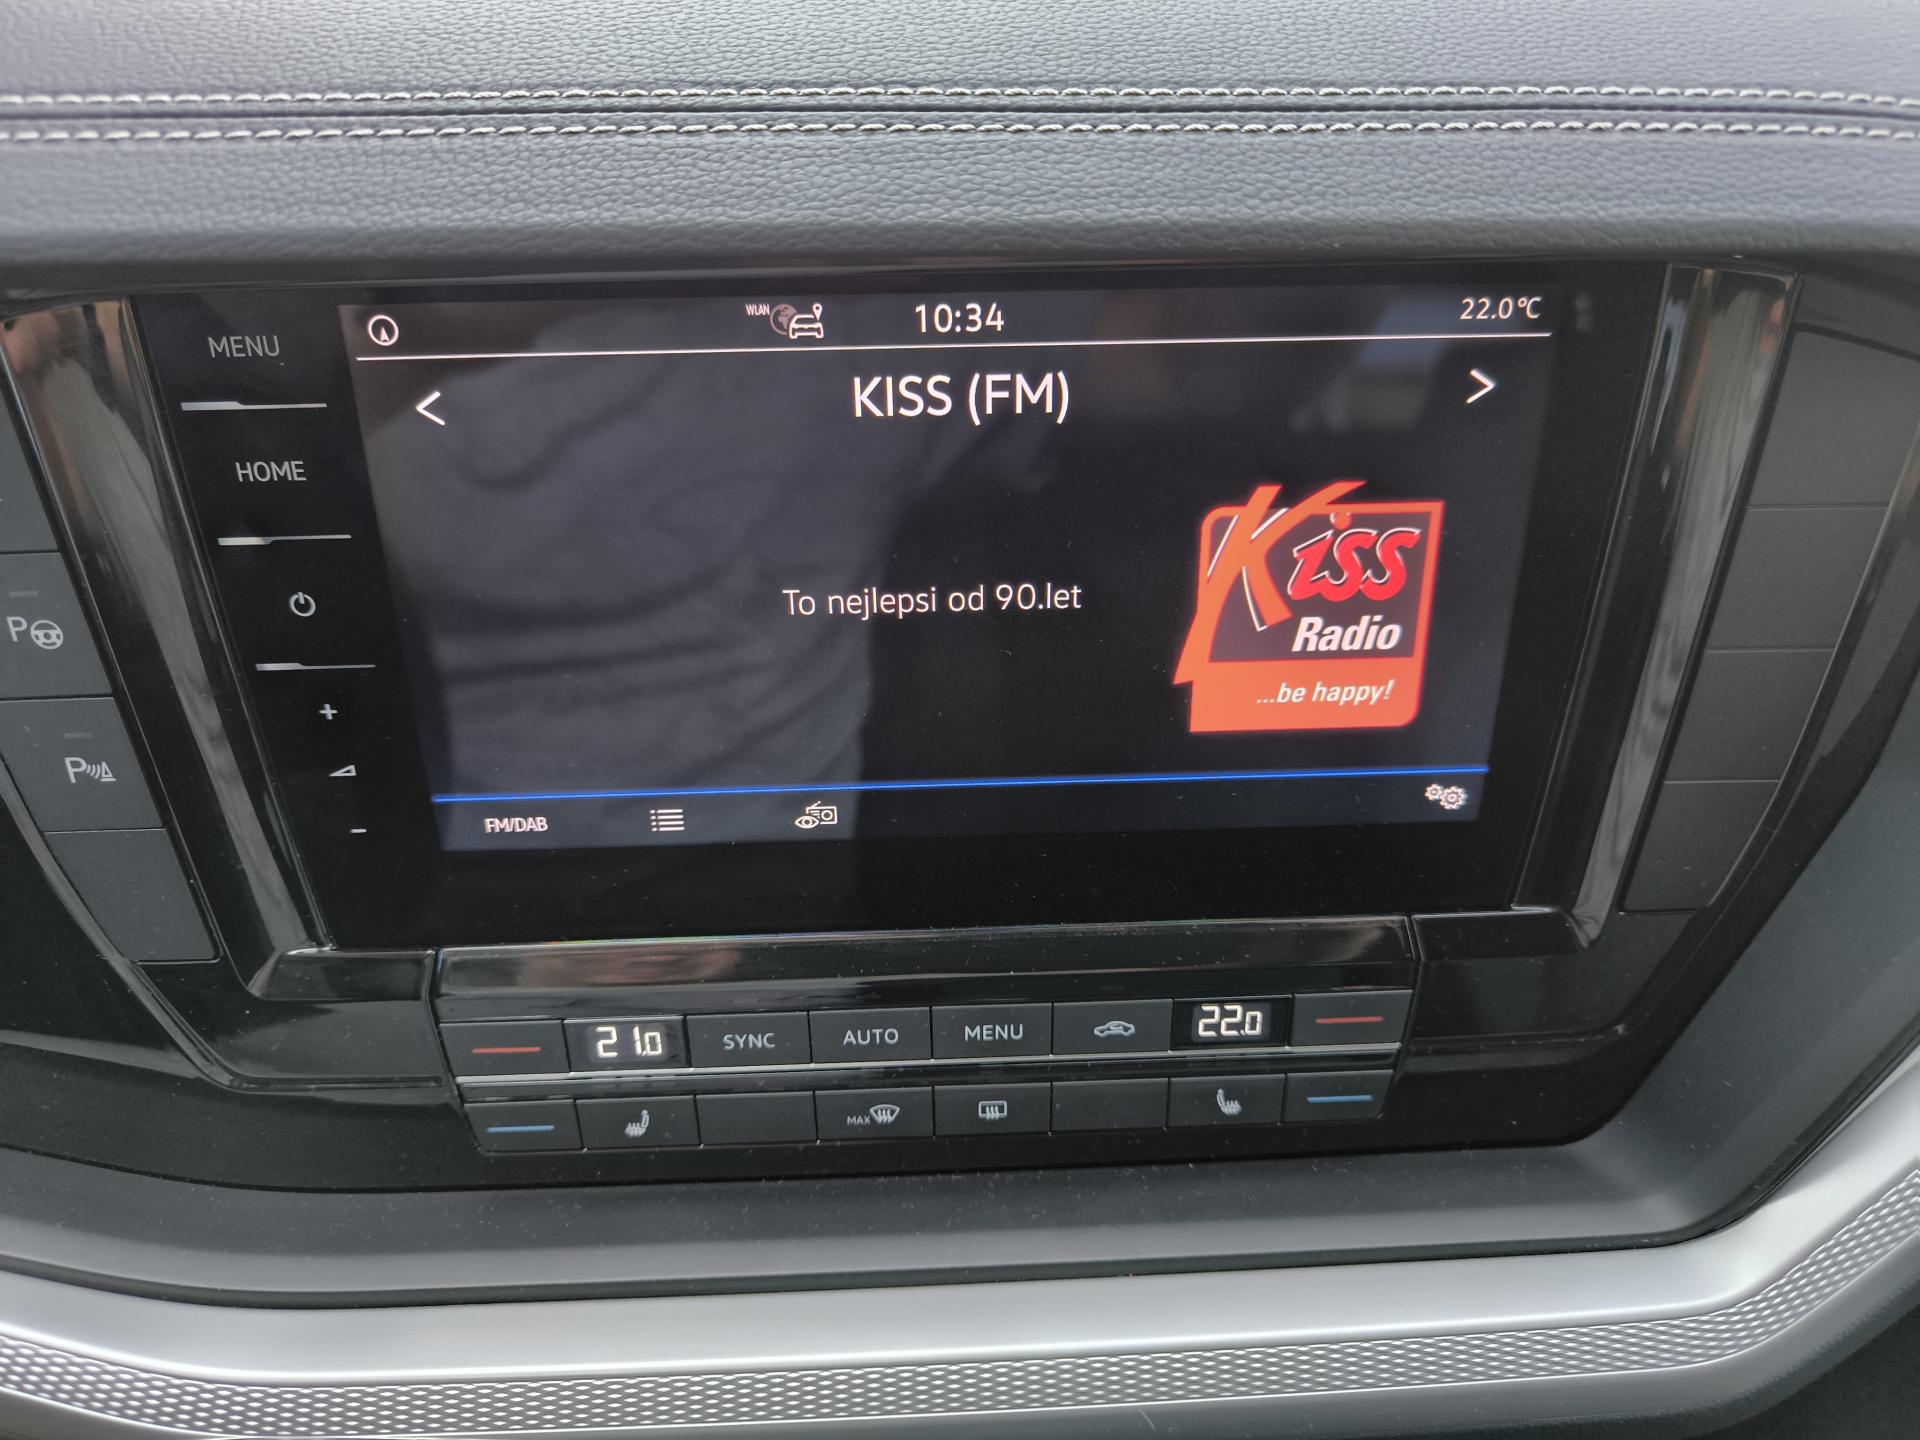 WLAN
10:34
22.0°C
MENU
KISS (FM)
HOME
Kiss
Radio
...be happy!
To nejlepsi od 90.let
P
P
+
-
FM/DAB
21.0
SYNC
AUTO
MENU
22.0
MAX